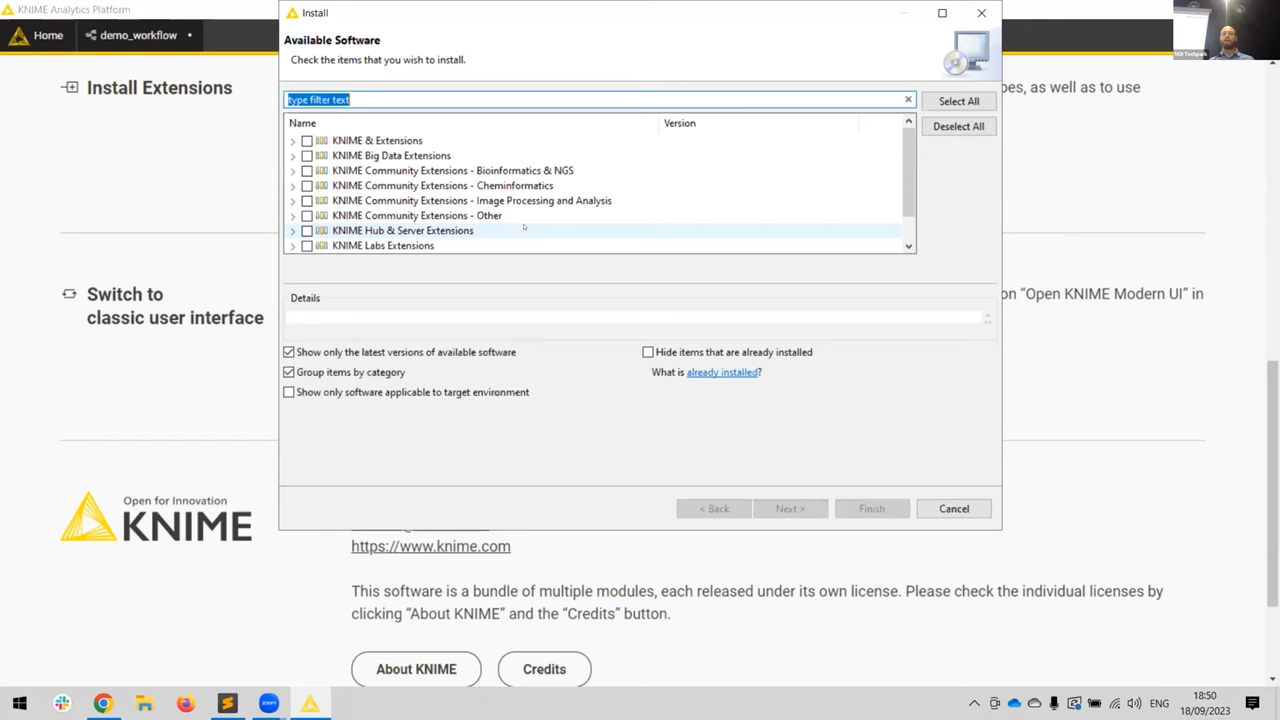 KNIME Analytics Platform
Home
demo_workflow
Install
Available Software
Check the items that you wish to install.
NOI Techpark
Install Extensions
pes, as well as to use
type filter text
Select All
Name
Version
Deselect All
KNIME & Extensions
KNIME Big Data Extensions
KNIME Community Extensions - Bioinformatics & NGS
KNIME Community Extensions - Cheminformatics
KNIME Community Extensions - Image Processing and Analysis
KNIME Community Extensions - Other
KNIME Hub & Server Extensions
KNIME Labs Extensions
Switch to
classic user interface
on “Open KNIME Modern UI” in
Details
Show only the latest versions of available software
Hide items that are already installed
Group items by category
What is already installed?
Show only software applicable to target environment
< Back
Next >
Finish
Cancel
Open for Innovation
KNIME
https://www.knime.com
This software is a bundle of multiple modules, each released under its own license. Please check the individual licenses by
clicking “About KNIME” and the “Credits” button.
About KNIME
Credits
ENG
18:50
18/09/2023